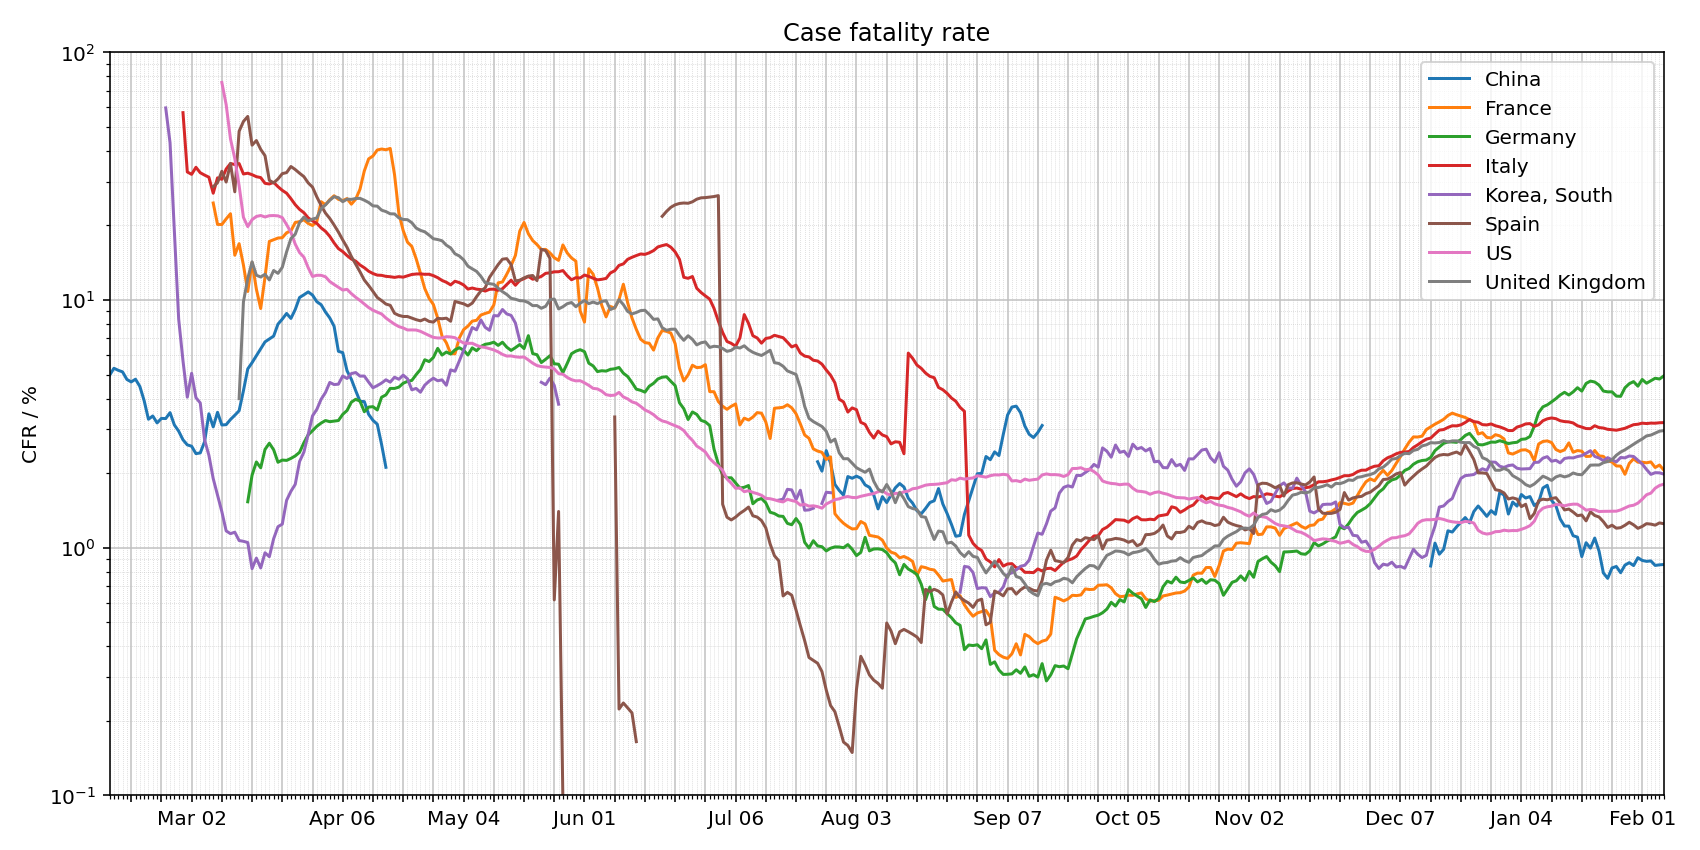 Case fatality rate
CFR / %
10²
10¹
10⁰
10⁻¹
China
France
Germany
Italy
Korea, South
Spain
US
United Kingdom
Mar 02 Apr 06 May 04 Jun 01 Jul 06 Aug 03 Sep 07 Oct 05 Nov 02 Dec 07 Jan 04 Feb 01